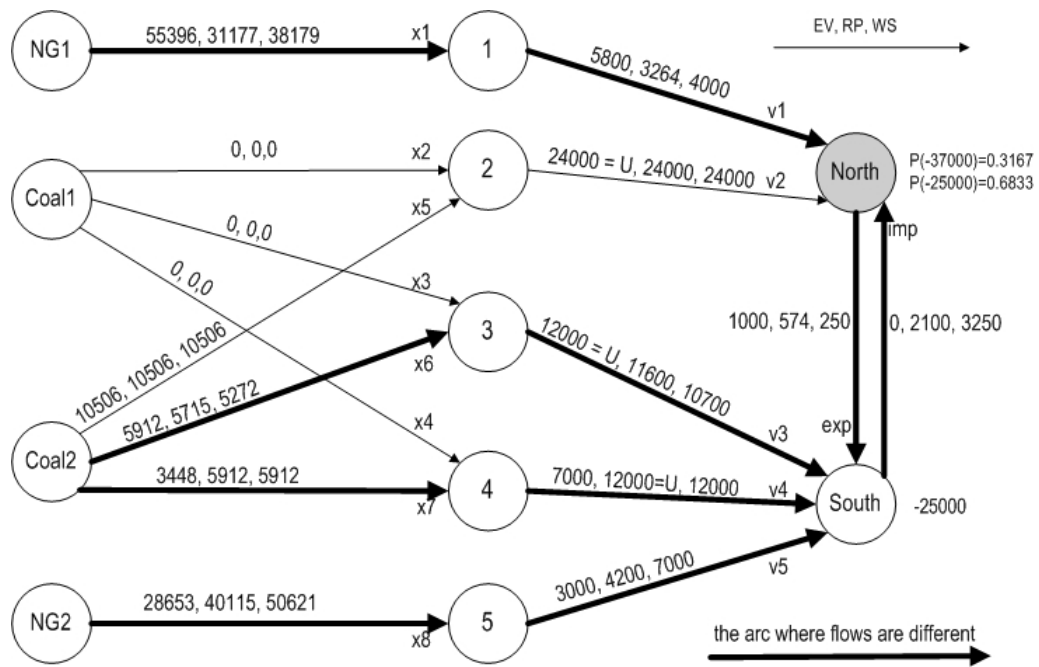 NG1
55396, 31177, 38179
x1
1
5800, 3264, 4000
v1
EV, RP, WS
Coal1
0, 0,0
x2
2
24000 = U, 24000, 24000
v2
North
P(-37000)=0.3167
P(-25000)=0.6833
x5
0, 0,0
x3
3
0, 0,0
imp
1000, 574, 250
0, 2100, 3250
12000 = U, 11600, 10700
v3
exp
10506, 10506, 10506
5912, 5715, 5272
x6
x4
Coal2
3448, 5912, 5912
x7
4
7000, 12000=U, 12000
v4
South
-25000
NG2
28653, 40115, 50621
x8
5
3000, 4200, 7000
v5
the arc where flows are different